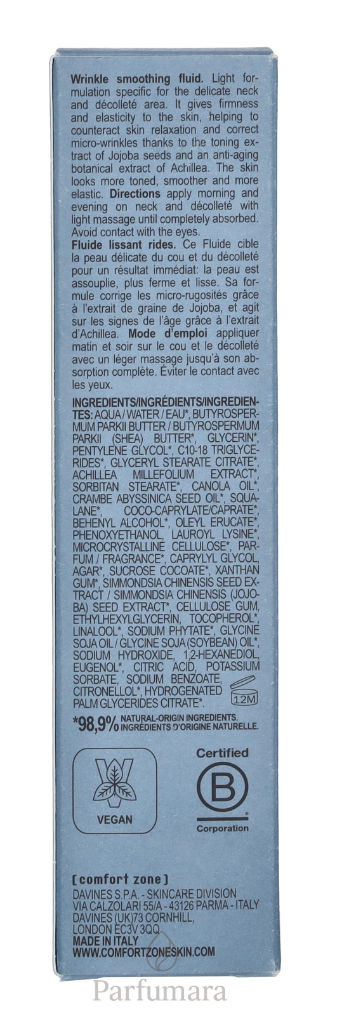 Wrinkle smoothing fluid. Light for-
mulation specific for the delicate neck
and décolleté area. It gives firmness
and elasticity to the skin, helping to
counteract skin relaxation and correct
micro-wrinkles thanks to the toning ex-
tract of Jojoba seeds and an anti-aging
botanical extract of Achillea. The skin
looks more toned, smoother and more
elastic. Directions apply morning and
evening on neck and décolleté with
light massage until completely absorbed.
Avoid contact with the eyes.
Fluide lissant rides. Ce Fluide cible
la peau délicate du cou et du décolleté
pour un résultat immédiat: la peau est
assouplie, plus ferme et lisse. Sa for-
mule corrige les micro-rugosités grâce
à l'extrait de graine de Jojoba, et agit
sur les signes de l'âge grâce à l'extrait
d'Achillea. Mode d'emploi appliquer
matin et soir sur le cou et le décolleté
avec un léger massage jusqu'à son ab-
sorption complète. Éviter le contact avec
les yeux.
INGREDIENTS/INGRÉDIENTS/INGREDIEN-
TES: AQUA / WATER / EAU*, BUTYROSPER-
MUM PARKII BUTTER / BUTYROSPERMUM
PARKII (SHEA) BUTTER*, GLYCERIN*,
PENTYLENE GLYCOL*, C10-18 TRIGLYCE-
RIDES*, GLYCERYL STEARATE CITRATE*,
ACHILLEA MILLEFOLIUM EXTRACT*,
SORBITAN STEARATE*, CANOLA OIL*,
CRAMBE ABYSSINICA SEED OIL*, SQUA-
LANE*, COCO-CAPRYLATE/CAPRATE*,
BEHENYL ALCOHOL*, OLEYL ERUCATE*,
PHENOXYETHANOL, LAUROYL LYSINE*,
MICROCRYSTALLINE CELLULOSE*, PAR-
FUM / FRAGRANCE*, CAPRYLYL GLYCOL,
AGAR*, SUCROSE COCOATE*, XANTHAN
GUM*, SIMMONDSIA CHINENSIS SEED EX-
TRACT / SIMMONDSIA CHINENSIS (JOJO-
BA) SEED EXTRACT*, CELLULOSE GUM,
ETHYLHEXYLGLYCERIN, TOCOPHEROL*,
LINALOOL*, SODIUM PHYTATE*, GLYCINE
SOJA OIL / GLYCINE SOJA (SOYBEAN) OIL*,
SODIUM HYDROXIDE, 1,2-HEXANEDIOL,
EUGENOL*, CITRIC ACID, POTASSIUM
SORBATE, SODIUM BENZOATE,
CITRONELLOL*, HYDROGENATED
PALM GLYCERIDES CITRATE*.
12M
*98,9% NATURAL-ORIGIN INGREDIENTS.
INGRÉDIENTS D'ORIGINE NATURELLE.
VEGAN
Certified
B
Corporation
[ comfort zone ]
DAVINES S.P.A. - SKINCARE DIVISION
VIA CALZOLARI 55/A - 43126 PARMA - ITALY
DAVINES (UK)73 CORNHILL,
LONDON EC3V 3QQ
MADE IN ITALY
WWW.COMFORTZONESKIN.COM
Parfumara